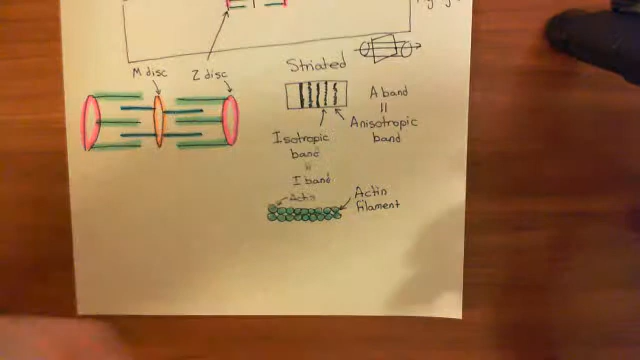 M disc
Z disc
Striated
A band
=
Anisotropic
band
Isotropic
band
=
I band
Actin
Actin
filament